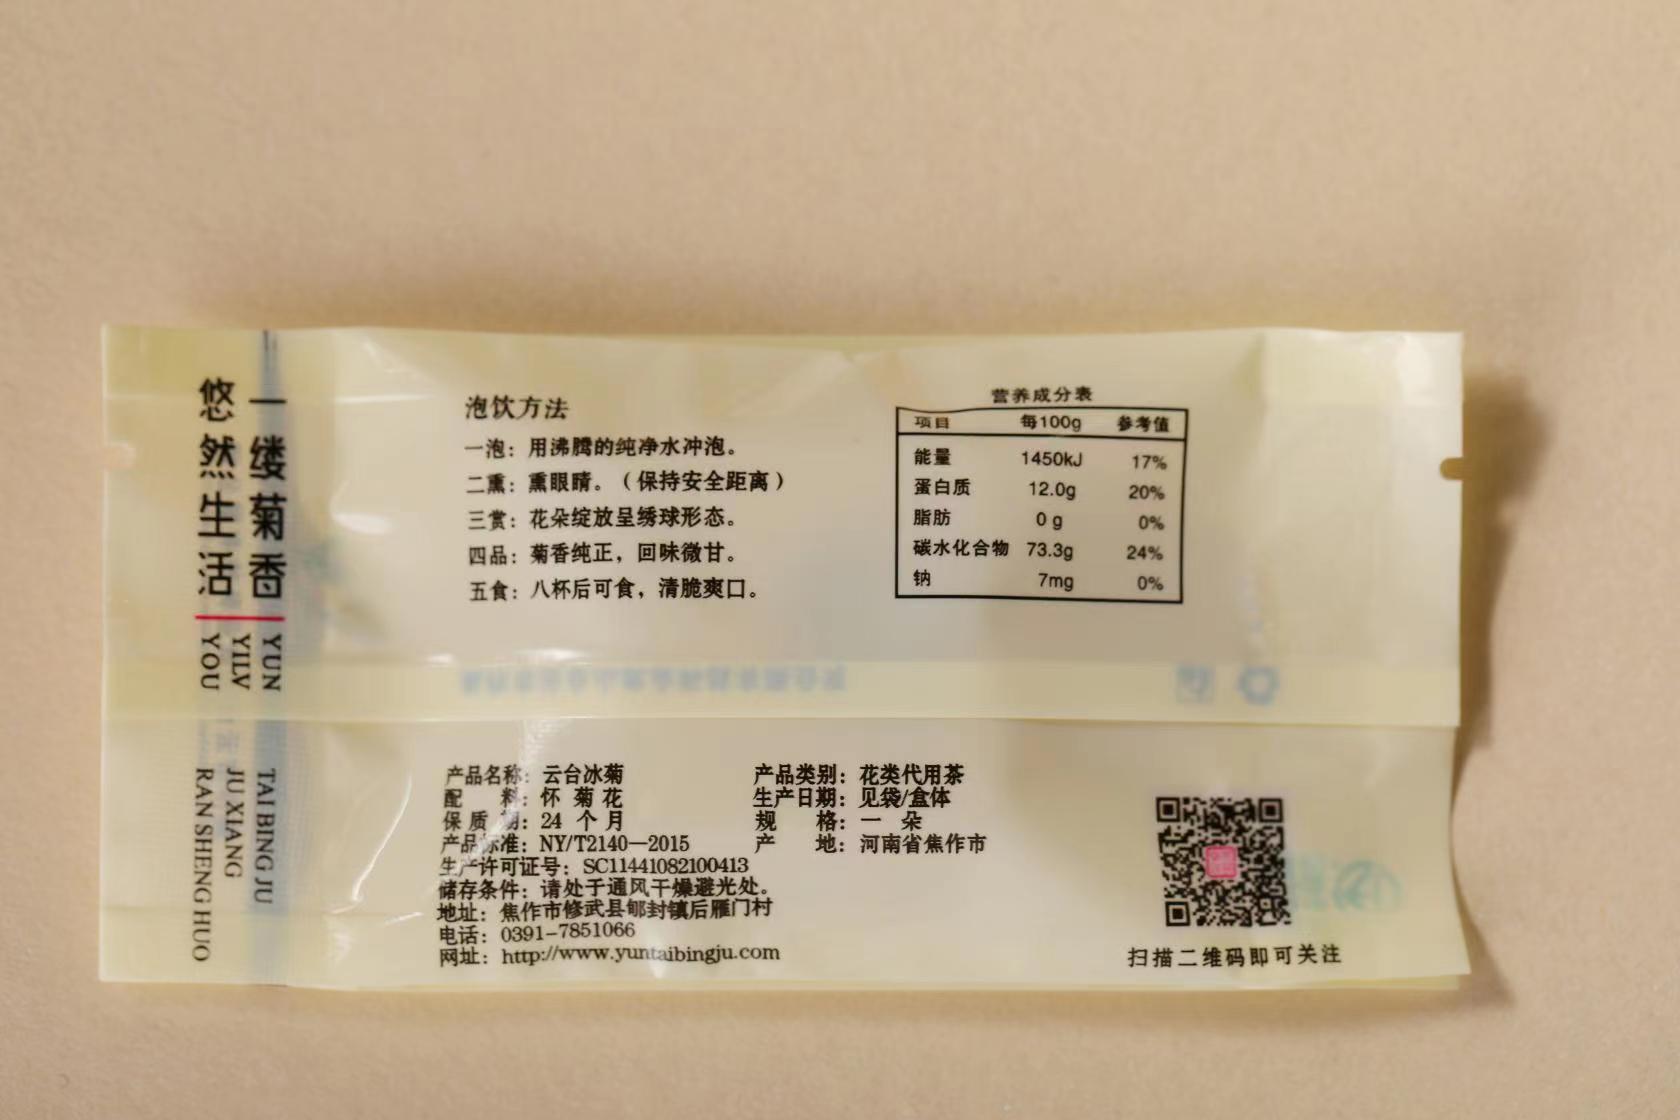 一缕菊香
悠然生活
YUN TAI BING JU
YILV JU XIANG
YOU RAN SHENG HUO
泡饮方法
一泡：用沸腾的纯净水冲泡。
二熏：熏眼睛。（保持安全距离）
三赏：花朵绽放呈绣球形态。
四品：菊香纯正，回味微甘。
五食：八杯后可食，清脆爽口。
营养成分表
项目 每100g 参考值
能量 1450kJ 17%
蛋白质 12.0g 20%
脂肪 0 g 0%
碳水化合物 73.3g 24%
钠 7mg 0%
产品名称：云台冰菊 产品类别：花类代用茶
配 料：怀 菊 花 生产日期：见袋/盒体
保 质 期：24 个 月 规 格：一 朵
产品标准：NY/T2140—2015 产 地：河南省焦作市
生产许可证号：SC11441082100413
储存条件：请处于通风干燥避光处。
地址：焦作市修武县郇封镇后雁门村
电话：0391-7851066
网址：http://www.yuntaibingju.com
扫描二维码即可关注